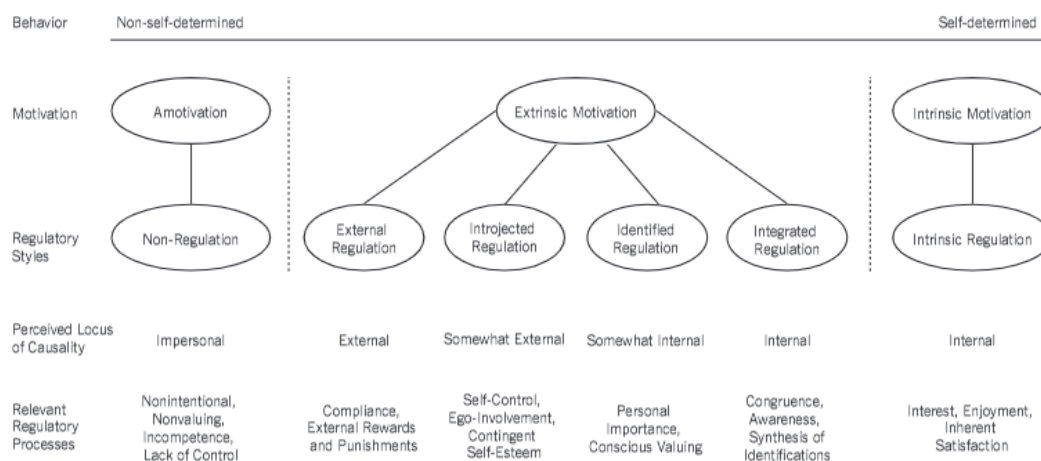 Behavior Non-self-determined Self-determined
Motivation Amotivation Extrinsic Motivation Intrinsic Motivation
Regulatory
Styles
Non-Regulation
External
Regulation
Introjected
Regulation
Identified
Regulation
Integrated
Regulation
Intrinsic Regulation
Perceived Locus
of Causality
Impersonal External Somewhat External Somewhat Internal Internal Internal
Relevant
Regulatory
Processes
Nonintentional,
Nonvaluing,
Incompetence,
Lack of Control
Compliance,
External Rewards
and Punishments
Self-Control,
Ego-Involvement,
Contingent
Self-Esteem
Personal
Importance,
Conscious Valuing
Congruence,
Awareness,
Synthesis of
Identifications
Interest, Enjoyment,
Inherent
Satisfaction